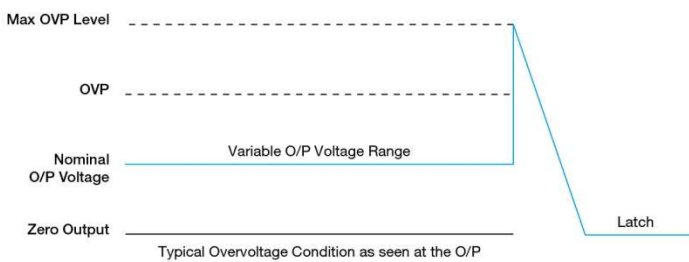 Max OVP Level
OVP
Variable O/P Voltage Range
Nominal
O/P Voltage
Zero Output
Latch
Typical Overvoltage Condition as seen at the O/P